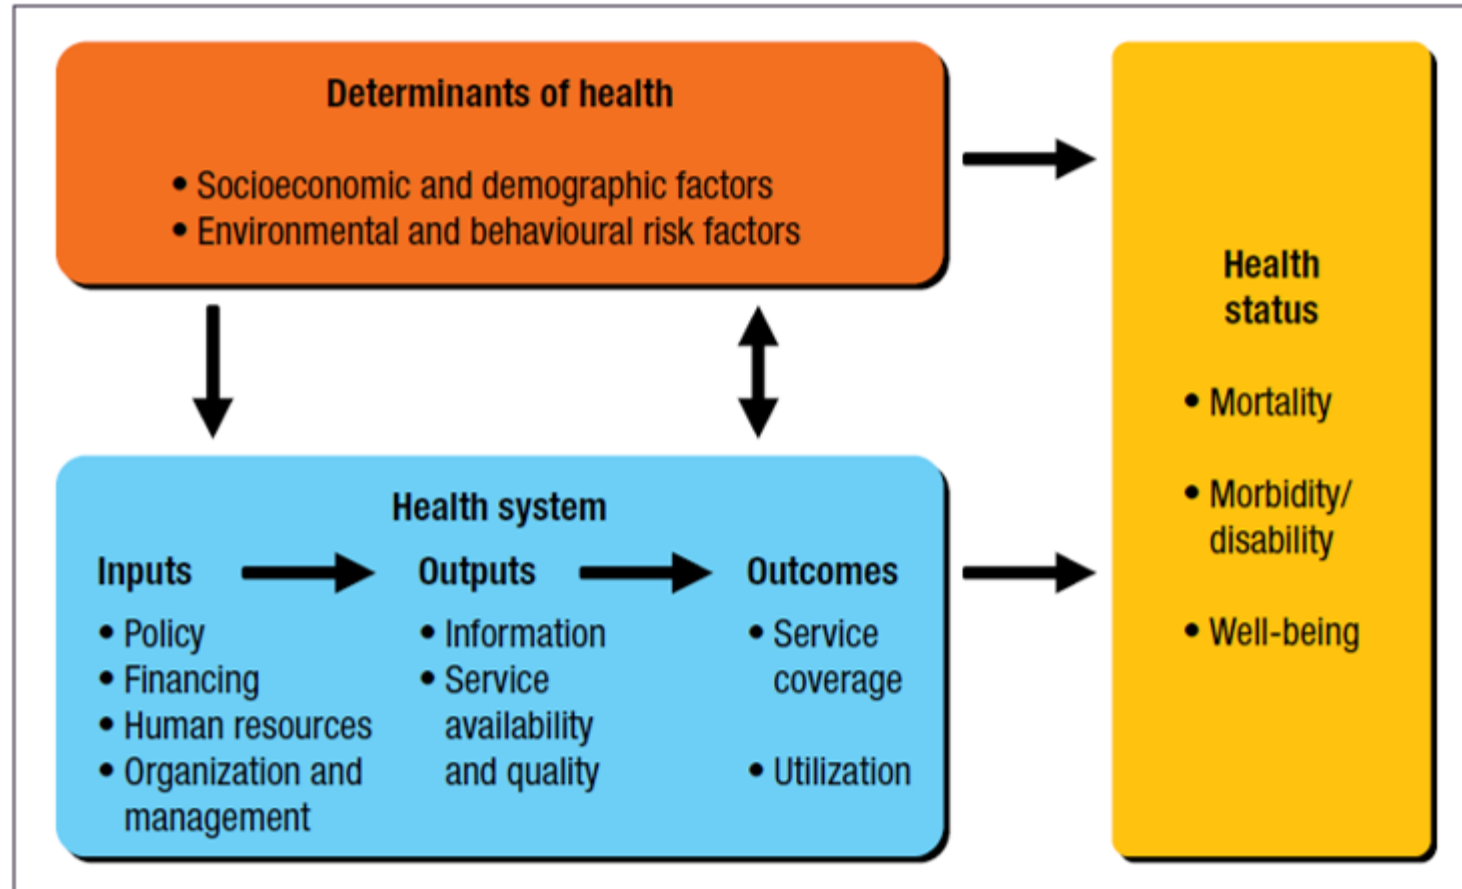 Determinants of health
• Socioeconomic and demographic factors
• Environmental and behavioural risk factors
Health system
Inputs
• Policy
• Financing
• Human resources
• Organization and
management
Outputs
• Information
• Service
availability
and quality
Outcomes
• Service
coverage
• Utilization
Health
status
• Mortality
• Morbidity/
disability
• Well-being